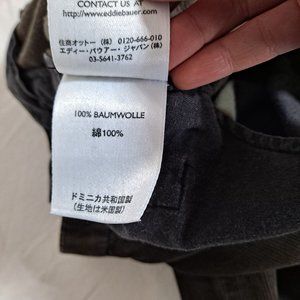 CONTACT US AT
http://www.eddiebauer.com
住商オットー(株) 0120-666-010
エディー・バウアー・ジャパン(株)
03-5641-3762
100% BAUMWOLLE
綿100%
ドミニカ共和国製
(生地は米国製)